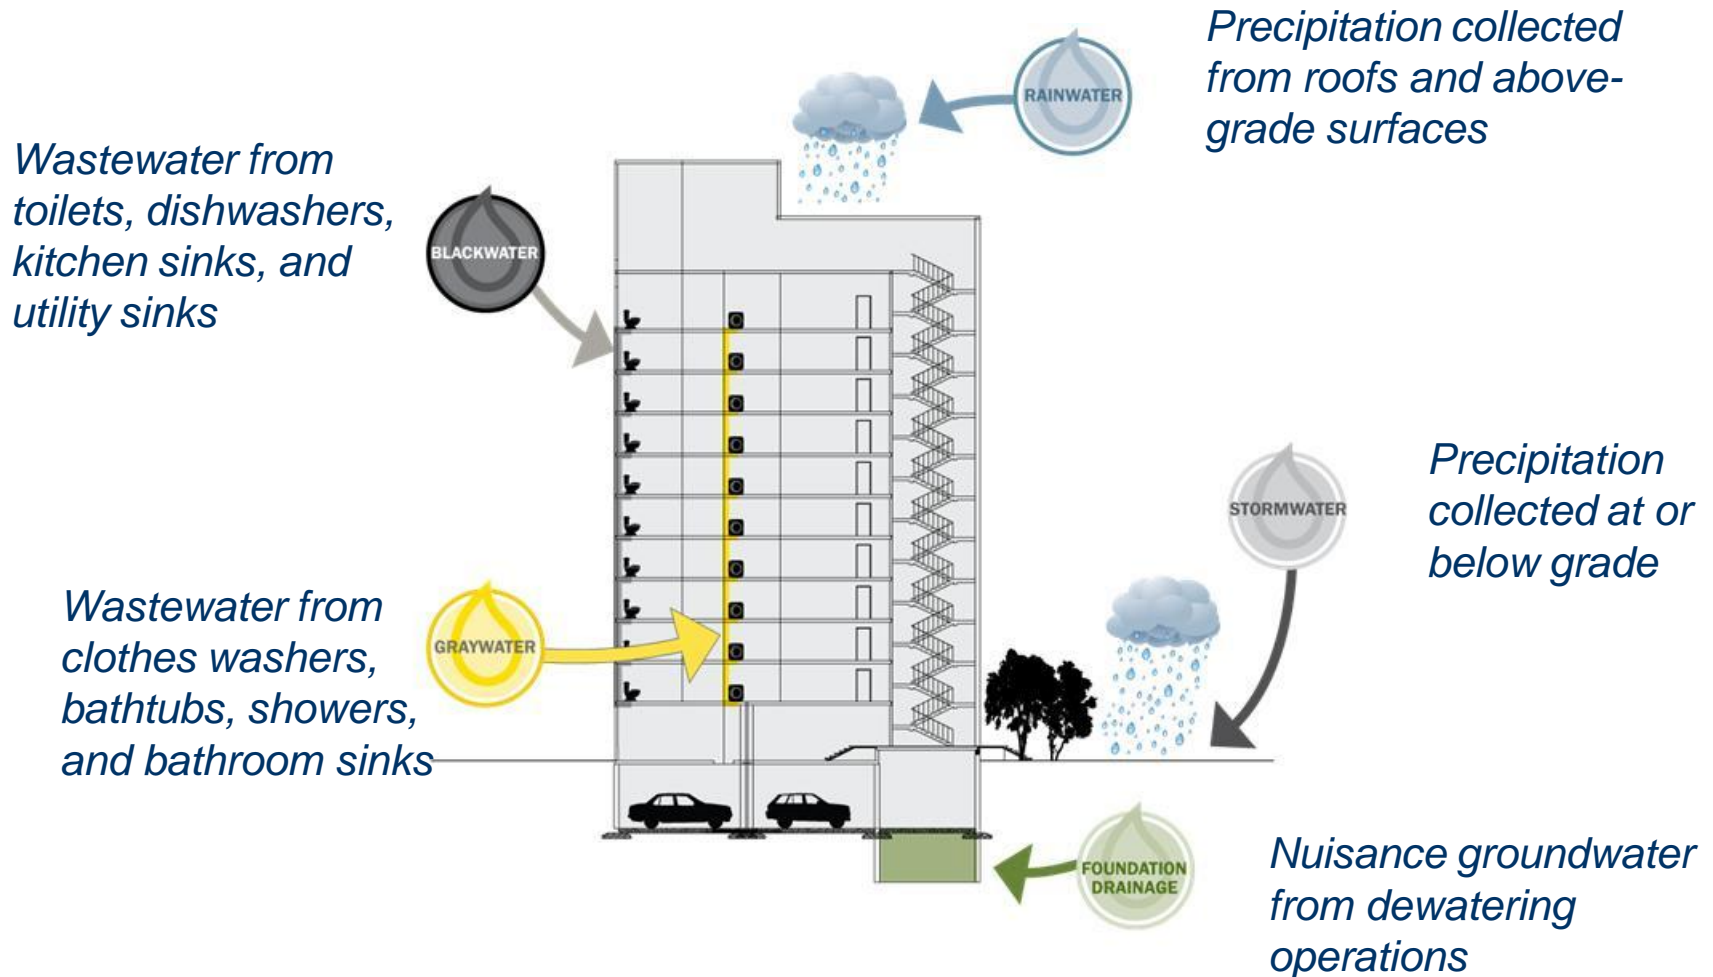 Precipitation collected
from roofs and above-
grade surfaces
RAINWATER
Wastewater from
toilets, dishwashers,
kitchen sinks, and
utility sinks
BLACKWATER
Precipitation
collected at or
below grade
STORMWATER
Wastewater from
clothes washers,
bathtubs, showers,
and bathroom sinks
GRAYWATER
FOUNDATION
DRAINAGE
Nuisance groundwater
from dewatering
operations